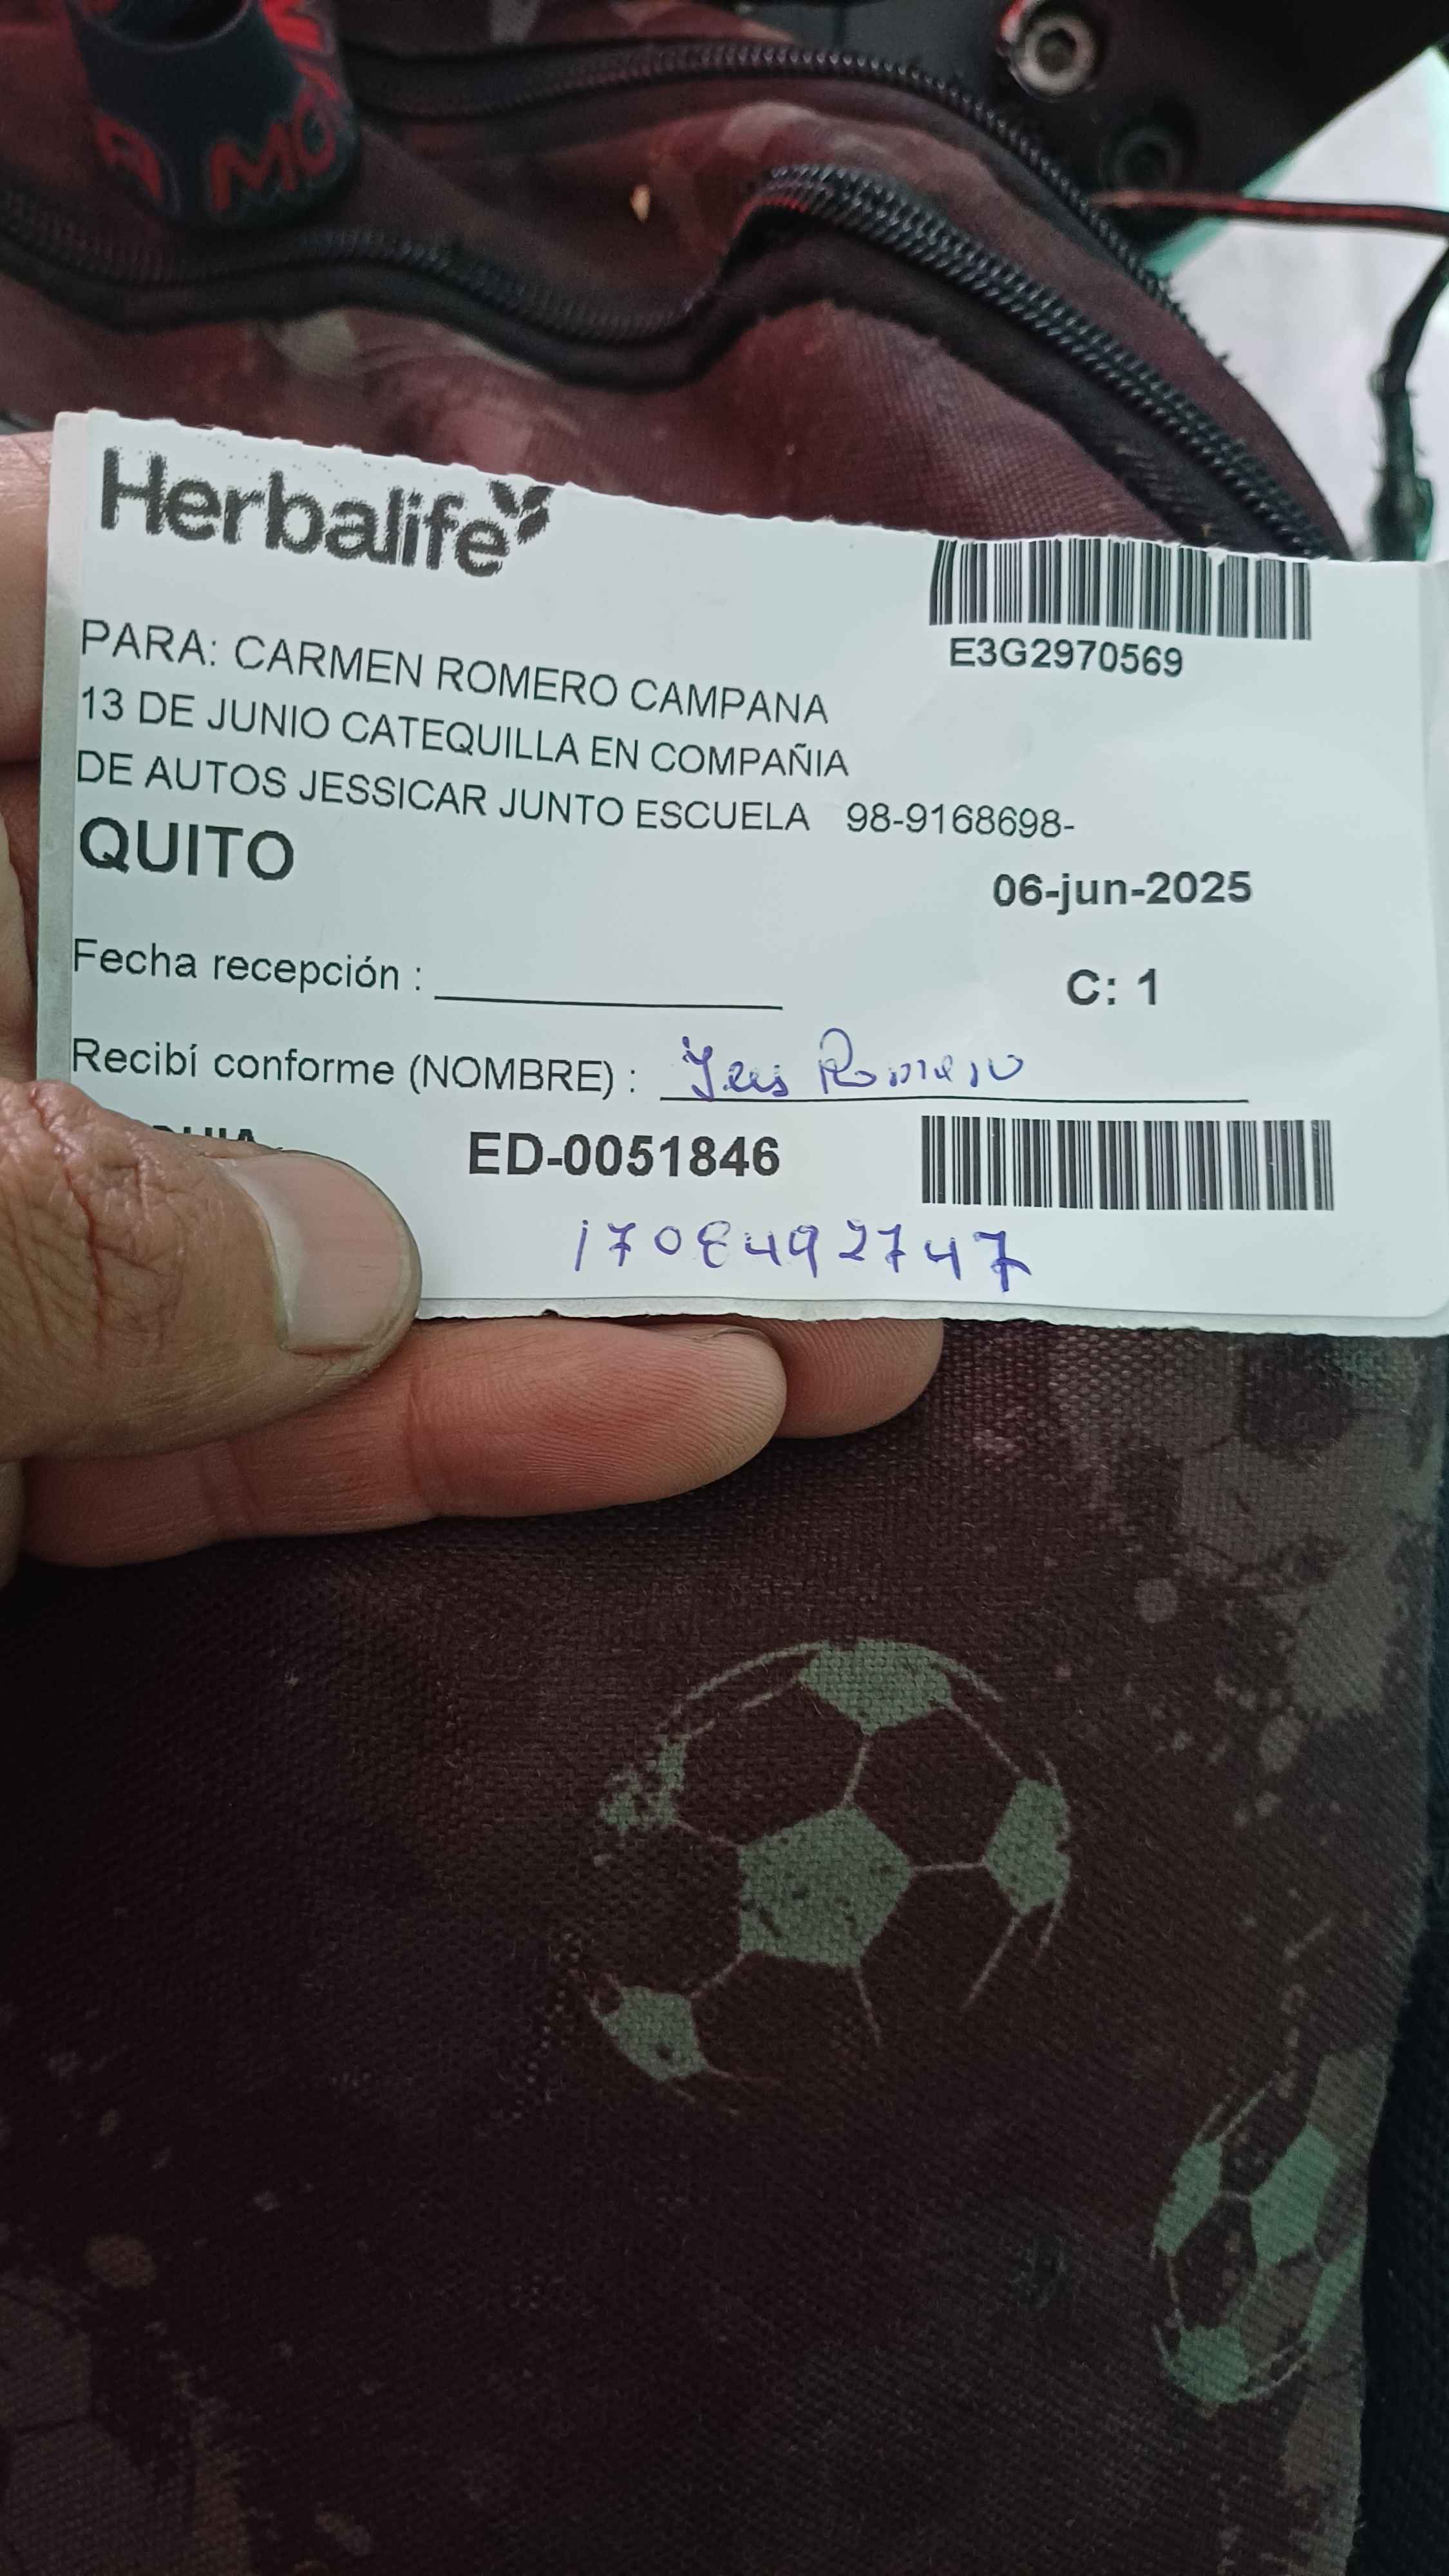 Herbalife
E3G2970569
PARA: CARMEN ROMERO CAMPANA
13 DE JUNIO CATEQUILLA EN COMPAÑIA
DE AUTOS JESSICAR JUNTO ESCUELA 98-9168698-
QUITO
06-jun-2025
Fecha recepción :
C: 1
Recibí conforme (NOMBRE) : Romero
ED-0051846
1708492747